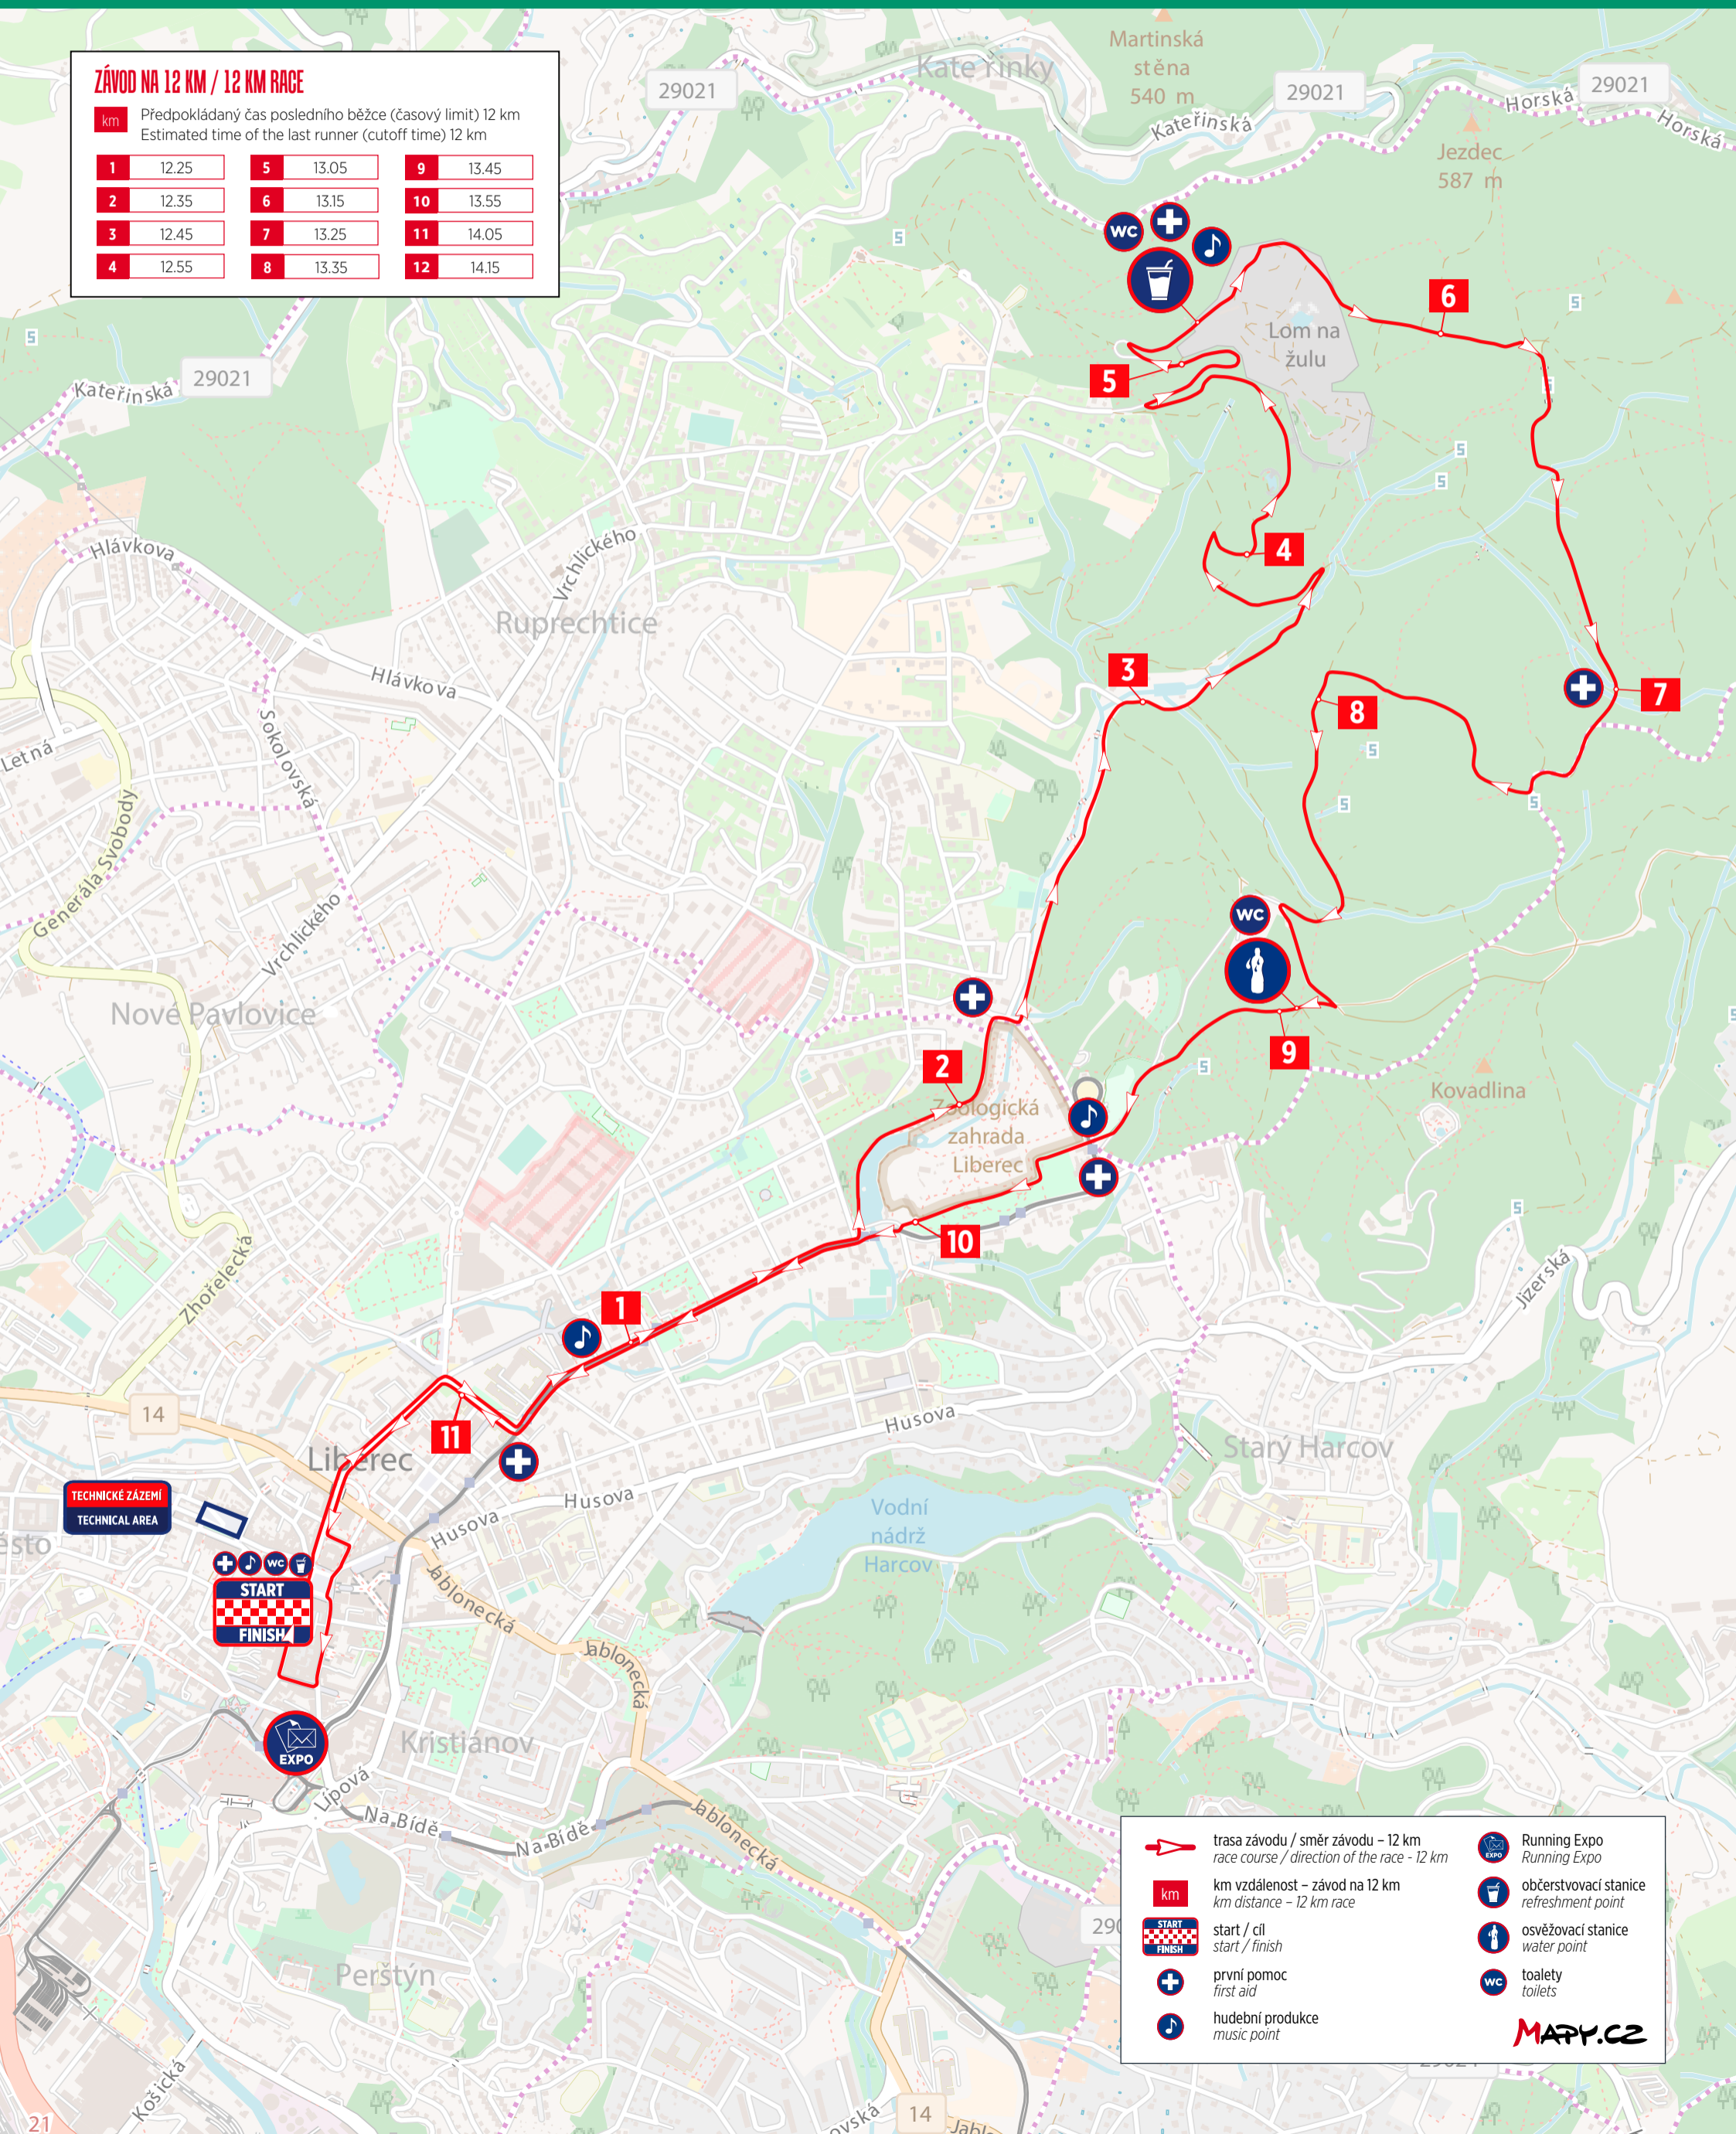 ZÁVOD NA 12 KM / 12 KM RACE
km
Předpokládaný čas posledního běžce (časový limit) 12 km
Estimated time of the last runner (cutoff time) 12 km
1 12.25 5 13.05 9 13.45
2 12.35 6 13.15 10 13.55
3 12.45 7 13.25 11 14.05
4 12.55 8 13.35 12 14.15
Martinská
stěna
540 m
Kateřinky
29021
29021
29021
Horská
Horská
Kateřinská
Jezdec
587 m
WC
Lom na
žulu
6
5
29021
Kateřinská
4
Hlávkova
Vrchlického
Ruprechtice
Hlávkova
3
7
8
Letná
Sokolovská
Generála Svobody
Vrchlického
WC
Nové Pavlovice
2
9
Zoologická
zahrada
Liberec
Kovadlina
10
Zhořelecká
Jizerská
1
14
11
Liberec
Husova
Starý Harcov
Husova
Husova
TECHNICKÉ ZÁZEMÍ
TECHNICAL AREA
Vodní
nádrž
Harcov
ěsto
WC
START
FINISH
Jablonecká
Jablonecká
EXPO
Kristiánov
Lipová
Na Bídě
Na Bídě
Jablonecká
Perštýn
Košická
21
14
ovská
Jablo
290
29021
trasa závodu / směr závodu – 12 km
race course / direction of the race - 12 km
km
km vzdálenost – závod na 12 km
km distance – 12 km race
START
FINISH
start / cíl
start / finish
první pomoc
first aid
hudební produkce
music point
EXPO
Running Expo
Running Expo
občerstvovací stanice
refreshment point
osvěžovací stanice
water point
WC
toalety
toilets
MAPY.CZ